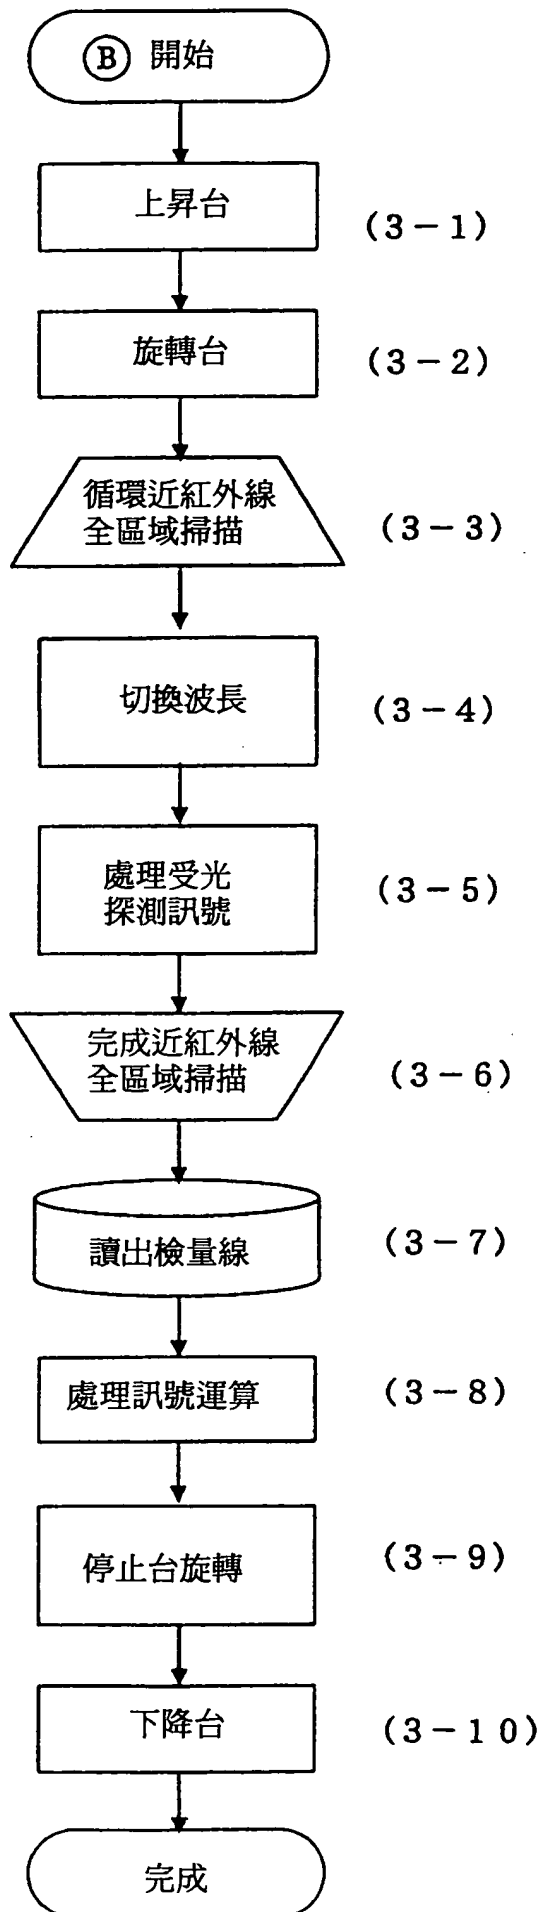 B 開始
上昇台
(3-1)
旋轉台
(3-2)
循環近紅外線
全區域掃描
(3-3)
切換波長
(3-4)
處理受光
探測訊號
(3-5)
完成近紅外線
全區域掃描
(3-6)
讀出檢量線
(3-7)
處理訊號運算
(3-8)
停止台旋轉
(3-9)
下降台
(3-10)
完成